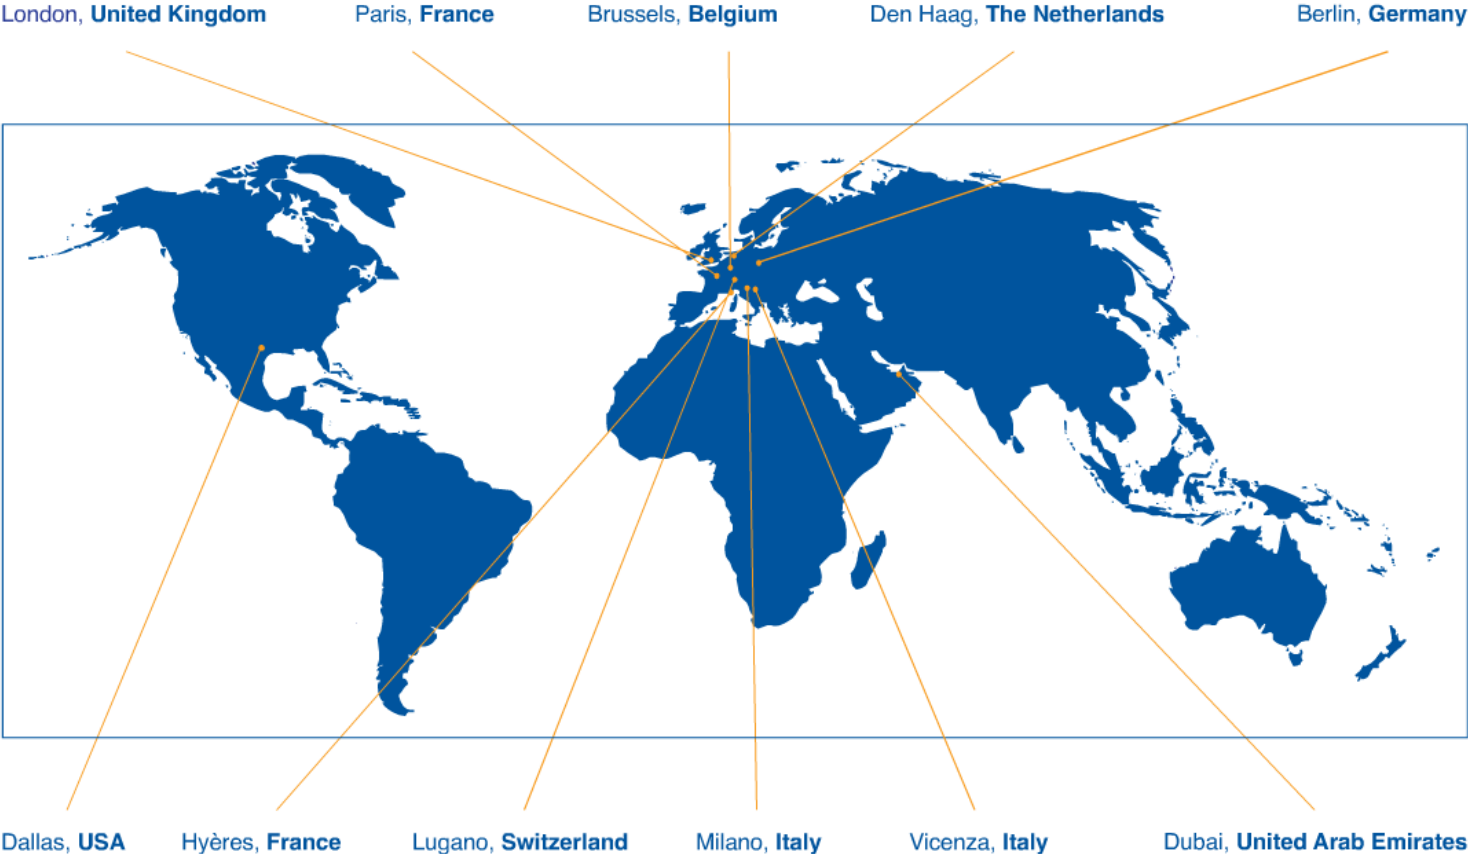 London, United Kingdom
Paris, France
Brussels, Belgium
Den Haag, The Netherlands
Berlin, Germany
Dallas, USA
Hyères, France
Lugano, Switzerland
Milano, Italy
Vicenza, Italy
Dubai, United Arab Emirates